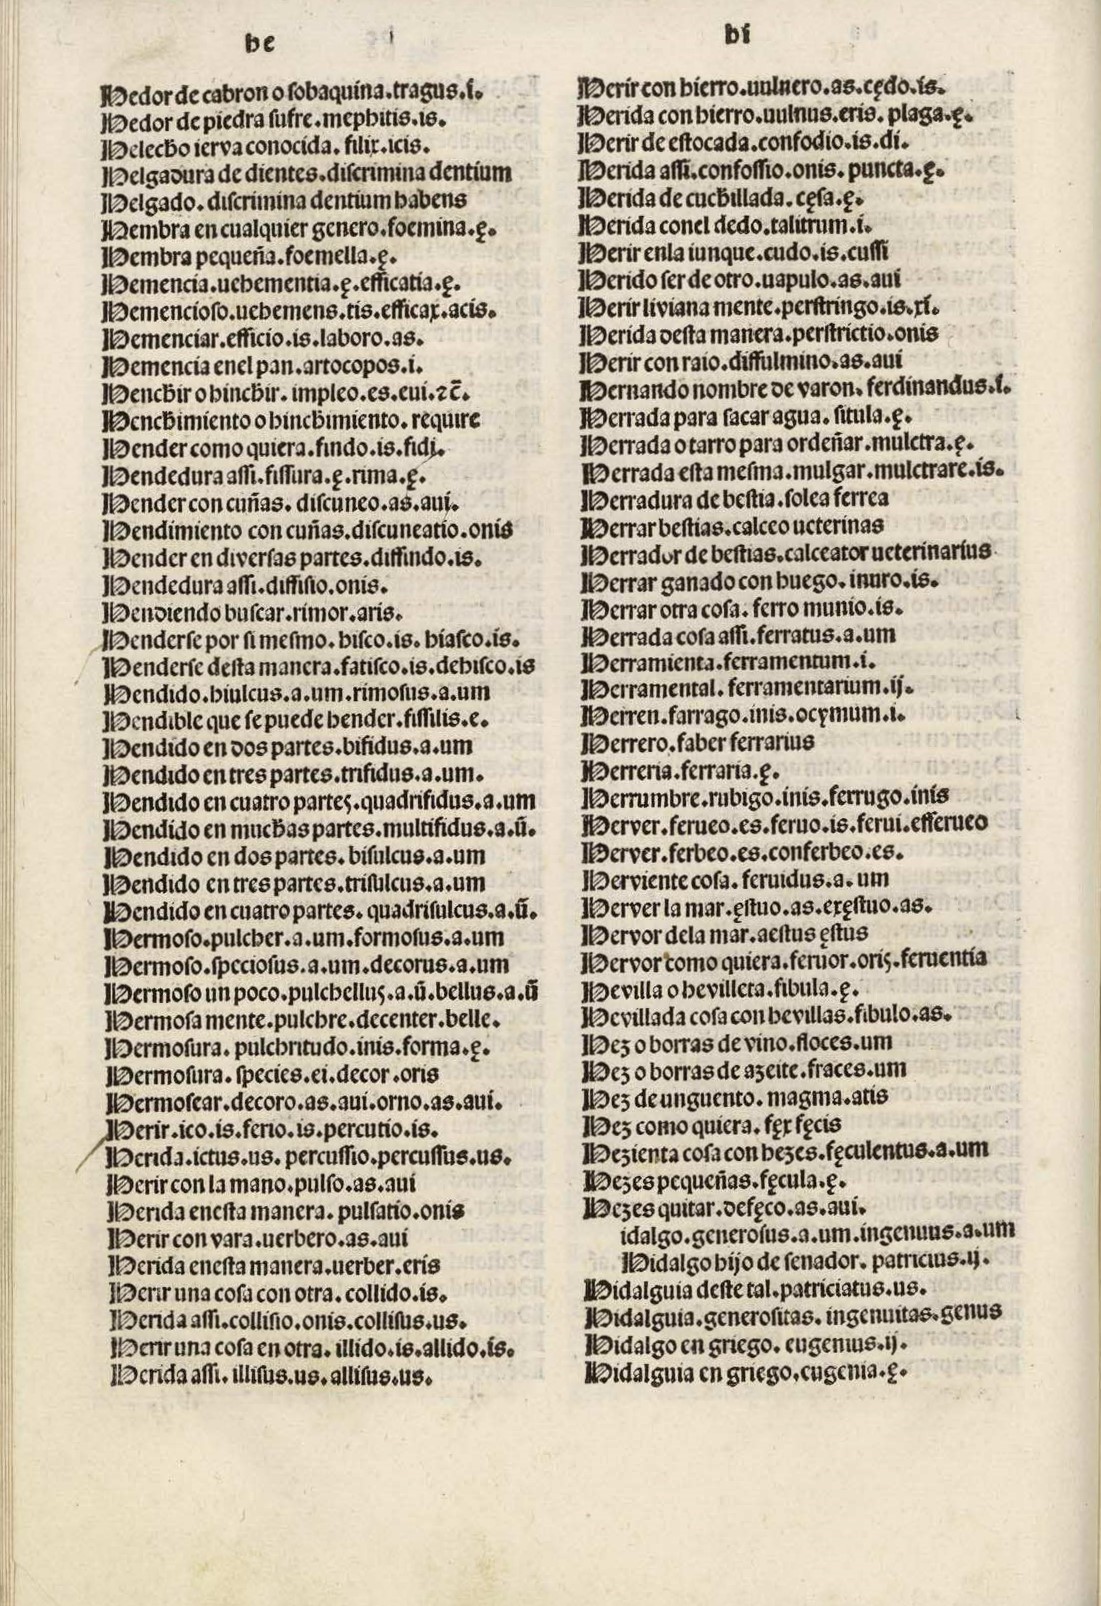 he
Hedor de cabron o sobaquina.tragus.i.
Hedor de piedra sufre.mephitis.is.
Helecho ierva conocida. filix.icis.
Helgadura de dientes.discrimina dentium
Helgado. discrimina dentium habens
Hembra en cualquier genero.foemina.ę.
Hembra pequeña.foemella.ę.
Hemencia.uehementia.ę.efficatia.ę.
Hemencioso.uehemens.tis.efficax.acis.
Hemenciar.efficio.is.laboro.as.
Hemencia enel pan.artocopos.i.
Henchir o hinchir. impleo.es.eui.⁊c̃.
Henchimiento o hinchimiento. require
Hender como quiera.findo.is.fidi.
Hendedura assi.fissura.ę.rima.ę.
Hender con cuñas. discuneo.as.aui.
Hendimiento con cuñas.discuneatio.onis
Hender en diversas partes.diffindo.is.
Hendedura assi.diffisio.onis.
Hendiendo buscar.rimor.aris.
Henderse por si mesmo.hisco.is.hiasco.is.
Henderse desta manera.fatisco.is.dehisco.is
Hendido.hiulcus.a.um.rimosus.a.um
Hendible que se puede hender.fissilis.e.
Hendido en dos partes.bifidus.a.um
Hendido en tres partes.trifidus.a.um.
Hendido en cuatro partes.quadrifidus.a.um
Hendido en muchas partes.multifidus.a.ũ.
Hendido en dos partes.bisulcus.a.um
Hendido en tres partes.trisulcus.a.um
Hendido en cuatro partes. quadrisulcus.a.ũ.
Hermoso.pulcher.a.um.formosus.a.um
Hermoso.speciosus.a.um.decorus.a.um
Hermoso un poco.pulchellus.a.ũ.bellus.a.ũ
Hermosa mente.pulchre.decenter.belle.
Hermosura. pulchritudo.inis.forma.ę.
Hermosura.species.ei.decor.oris
Hermosear.decoro.as.aui.orno.as.aui.
Herir.ico.is.ferio.is.percutio.is.
Herida.ictus.us. percussio.percussus.us.
Herir con la mano.pulso.as.aui
Herida enesta manera. pulsatio.onis
Herir con vara.uerbero.as.aui
Herida enesta manera.uerber.eris
Herir una cosa con otra.collido.is.
Herida assi.collisio.onis.collisus.us.
Herir una cosa en otra.illido.is.allido.is.
Herida assi.illisus.us.allisus.us.
hi
Herir con hierro.uulnero.as.cędo.is.
Herida con hierro.uulnus.eris. plaga.ę.
Herir de estocada.confodio.is.di.
Herida assi.confossio.onis. puncta.ę.
Herida de cuchillada.cęsa.ę.
Herida conel dedo.talitrum.i.
Herir enla iunque.cudo.is.cussi
Herido ser de otro.uapulo.as.aui
Herir liviana mente.perstringo.is.xi.
Herida desta manera.perstrictio.onis
Herir con raio.diffulmino.as.aui
Hernando nombre de varon. ferdinandus.i.
Herrada para sacar agua. situla.ę.
Herrada o tarro para ordeñar.mulctra.ę.
Herrada esta mesma.mulgar.mulctrare.is.
Herradura de bestia.solea ferrea
Herrar bestias.calceo ueterinas
Herrador de bestias.calceator ueterinarius
Herrar ganado con huego. inuro.is.
Herrar otra cosa. ferro munio.is.
Herrada cosa assi.ferratus.a.um
Herramienta.ferramentum.i.
Herramental. ferramentarium.ij.
Herren.farrago.inis.ocymum.i.
Herrero.faber ferrarius
Herreria.ferraria.ę.
Herrumbre.rubigo.inis.ferrugo.inis
Herver.ferueo.es.feruo.is.ferui.efferueo
Herver.ferbeo.es.conferbeo.es.
Herviente cosa. feruidus.a.um
Herver la mar.ęstuo.as.exęstuo.as.
Hervor dela mar.aestus ęstus
Hervor como quiera.feruor.oris.feruentia
Hevilla o hevilleta.fibula.ę.
Hevillada cosa con hevillas.fibulo.as.
Hez o borras de vino.floces.um
Hez o borras de azeite.fraces.um
Hez de unguento. magma.atis
Hez como quiera. fęx fęcis
Hezienta cosa con hezes.fęculentus.a.um
Hezes pequeñas.fęcula.ę.
Hezes quitar.defęco.as.aui.
idalgo.generosus.a.um.ingenuus.a.um
Hidalgo hijo de senador. patricius.ij.
Hidalguia deste tal.patriciatus.us.
Hidalguia.generositas.ingenuitas.genus
Hidalgo en griego. eugenius.ij.
Hidalguia en griego.eugenia.ę.